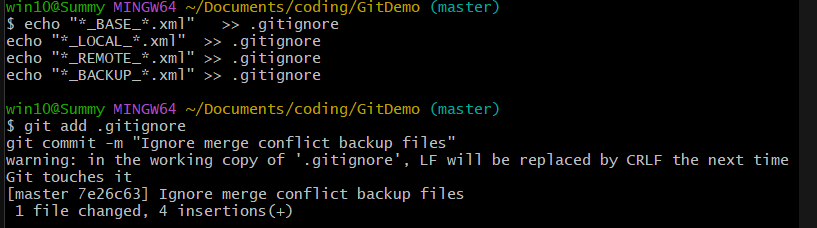 win10@Summy MINGW64 ~/Documents/coding/GitDemo (master)
$ echo "*_BASE_*.xml"   >> .gitignore
echo "*_LOCAL_*.xml"  >> .gitignore
echo "*_REMOTE_*.xml" >> .gitignore
echo "*_BACKUP_*.xml" >> .gitignore
win10@Summy MINGW64 ~/Documents/coding/GitDemo (master)
$ git add .gitignore
git commit -m "Ignore merge conflict backup files"
warning: in the working copy of '.gitignore', LF will be replaced by CRLF the next time
Git touches it
[master 7e26c63] Ignore merge conflict backup files
 1 file changed, 4 insertions(+)